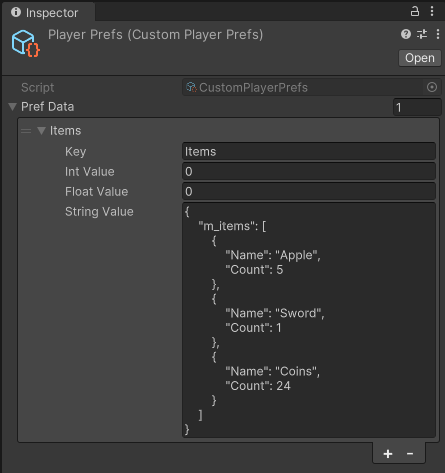 Inspector
Player Prefs (Custom Player Prefs)
Open
Script CustomPlayerPrefs
Pref Data 1
Items
Key Items
Int Value 0
Float Value 0
String Value {
"m_items": [
{
"Name": "Apple",
"Count": 5
},
{
"Name": "Sword",
"Count": 1
},
{
"Name": "Coins",
"Count": 24
}
]
}
+ -